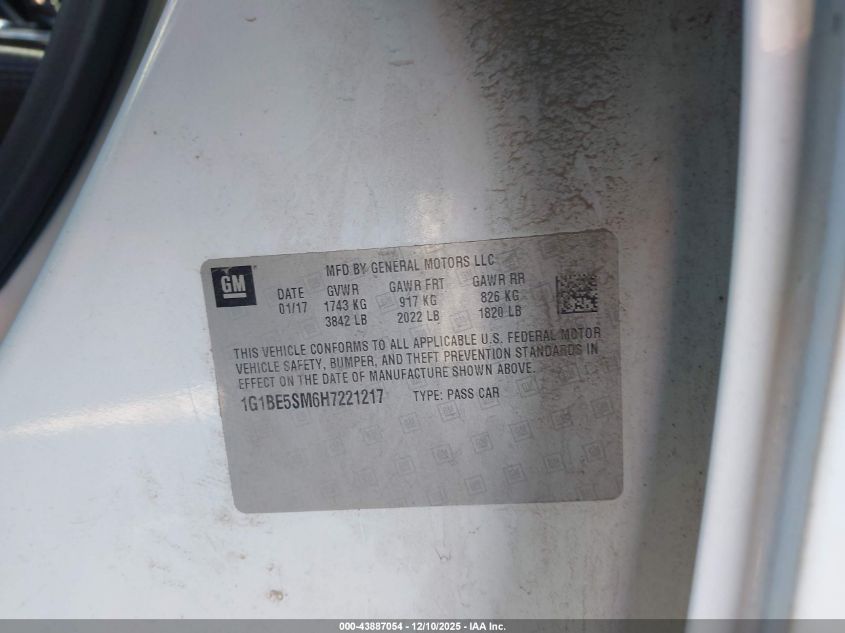 GM
MFD BY GENERAL MOTORS LLC
DATE GVWR GAWR FRT GAWR RR
01/17 1743 KG 917 KG 826 KG
3842 LB 2022 LB 1820 LB
THIS VEHICLE CONFORMS TO ALL APPLICABLE U.S. FEDERAL MOTOR
VEHICLE SAFETY, BUMPER, AND THEFT PREVENTION STANDARDS IN
EFFECT ON THE DATE OF MANUFACTURE SHOWN ABOVE.
1G1BE5SM6H7221217 TYPE: PASS CAR
000-43887054 - 12/10/2025 - IAA Inc.